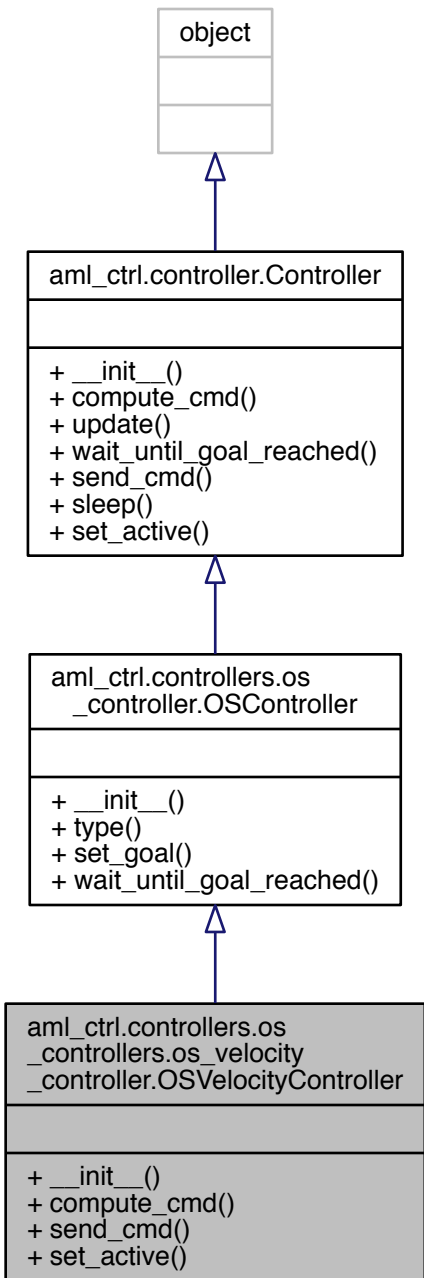 object
aml_ctrl.controller.Controller
+ __init__()
+ compute_cmd()
+ update()
+ wait_until_goal_reached()
+ send_cmd()
+ sleep()
+ set_active()
aml_ctrl.controllers.os
_controller.OSController
+ __init__()
+ type()
+ set_goal()
+ wait_until_goal_reached()
aml_ctrl.controllers.os
_controllers.os_velocity
_controller.OSVelocityController
+ __init__()
+ compute_cmd()
+ send_cmd()
+ set_active()